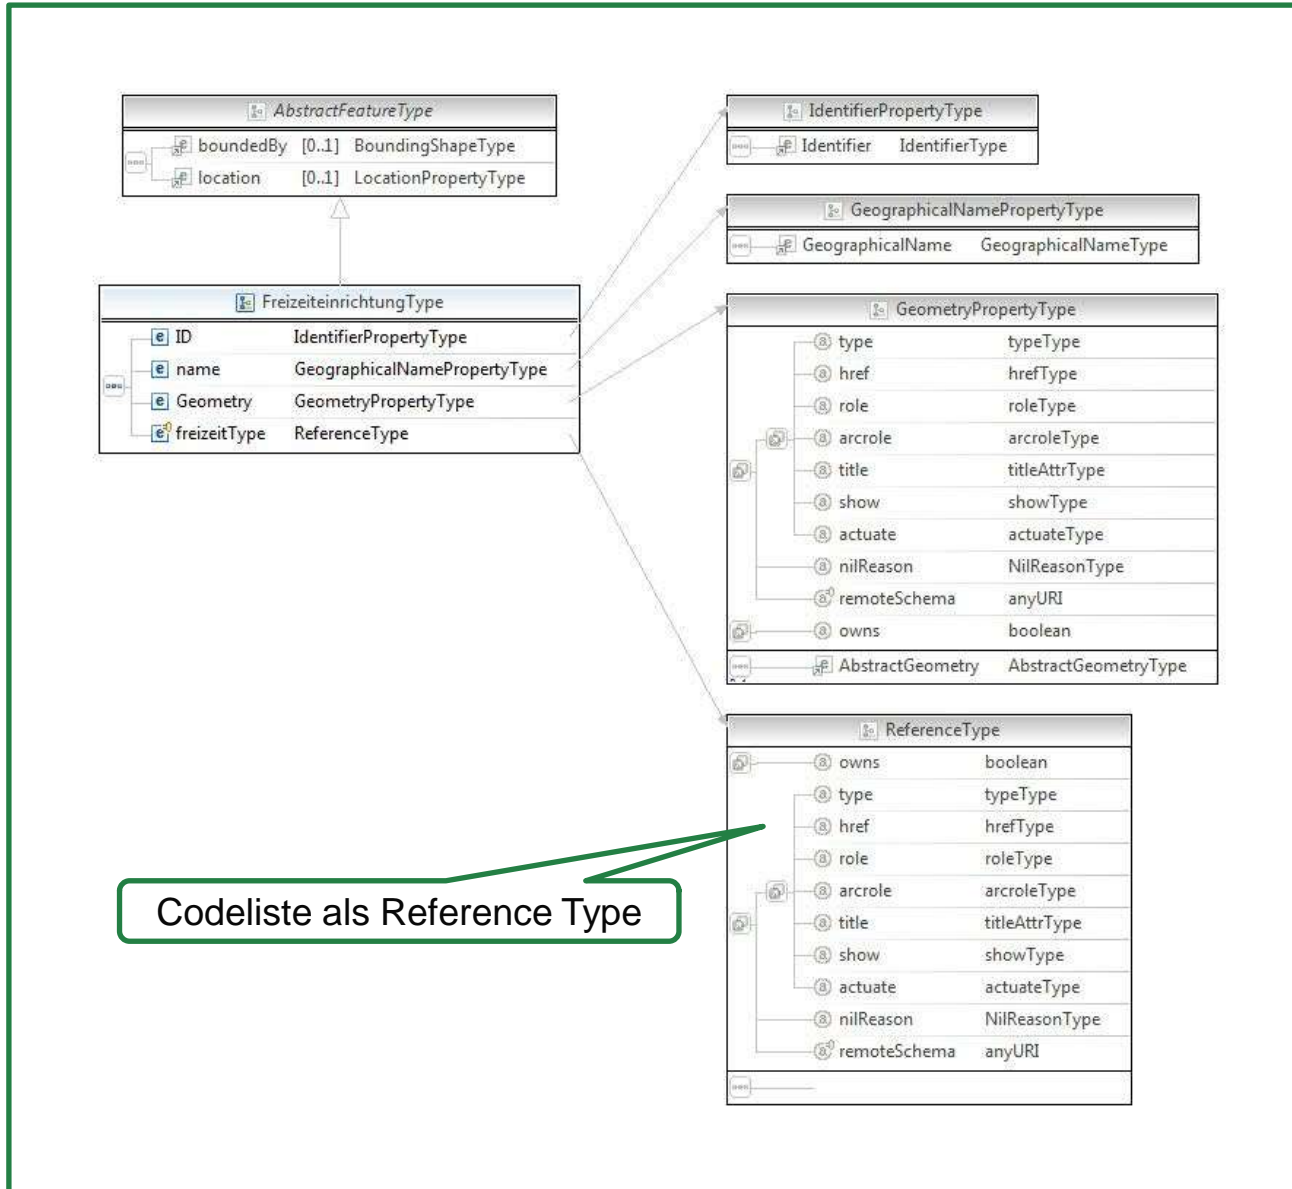 AbstractFeatureType
boundedBy [0..1] BoundingShapeType
location [0..1] LocationPropertyType
FreizeiteinrichtungType
e ID IdentifierPropertyType
e name GeographicalNamePropertyType
e Geometry GeometryPropertyType
e freizeitType ReferenceType
IdentifierPropertyType
e Identifier IdentifierType
GeographicalNamePropertyType
e GeographicalName GeographicalNameType
GeometryPropertyType
a type typeType
a href hrefType
a role roleType
a arcrole arcroleType
a title titleAttrType
a show showType
a actuate actuateType
a nilReason NilReasonType
a remoteSchema anyURI
a owns boolean
e AbstractGeometry AbstractGeometryType
ReferenceType
a owns boolean
a type typeType
a href hrefType
a role roleType
a arcrole arcroleType
a title titleAttrType
a show showType
a actuate actuateType
a nilReason NilReasonType
a remoteSchema anyURI
Codeliste als Reference Type